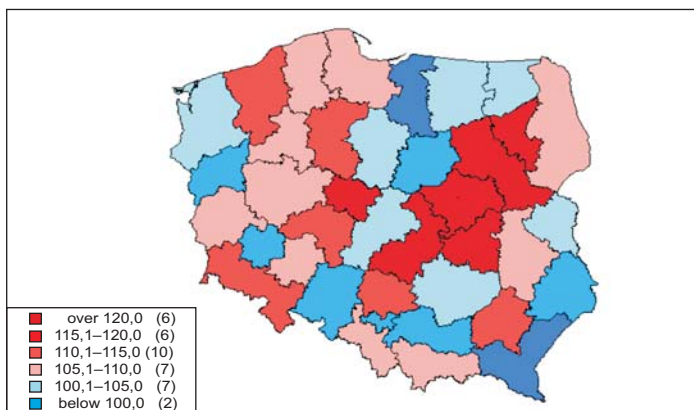 over 120,0 (6)
115,1–120,0 (6)
110,1–115,0 (10)
105,1–110,0 (7)
100,1–105,0 (7)
below 100,0 (2)